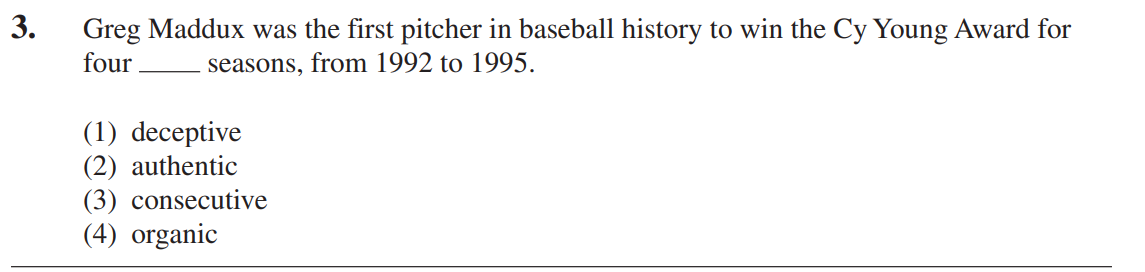 3. Greg Maddux was the first pitcher in baseball history to win the Cy Young Award for
four _____ seasons, from 1992 to 1995.
(1) deceptive
(2) authentic
(3) consecutive
(4) organic